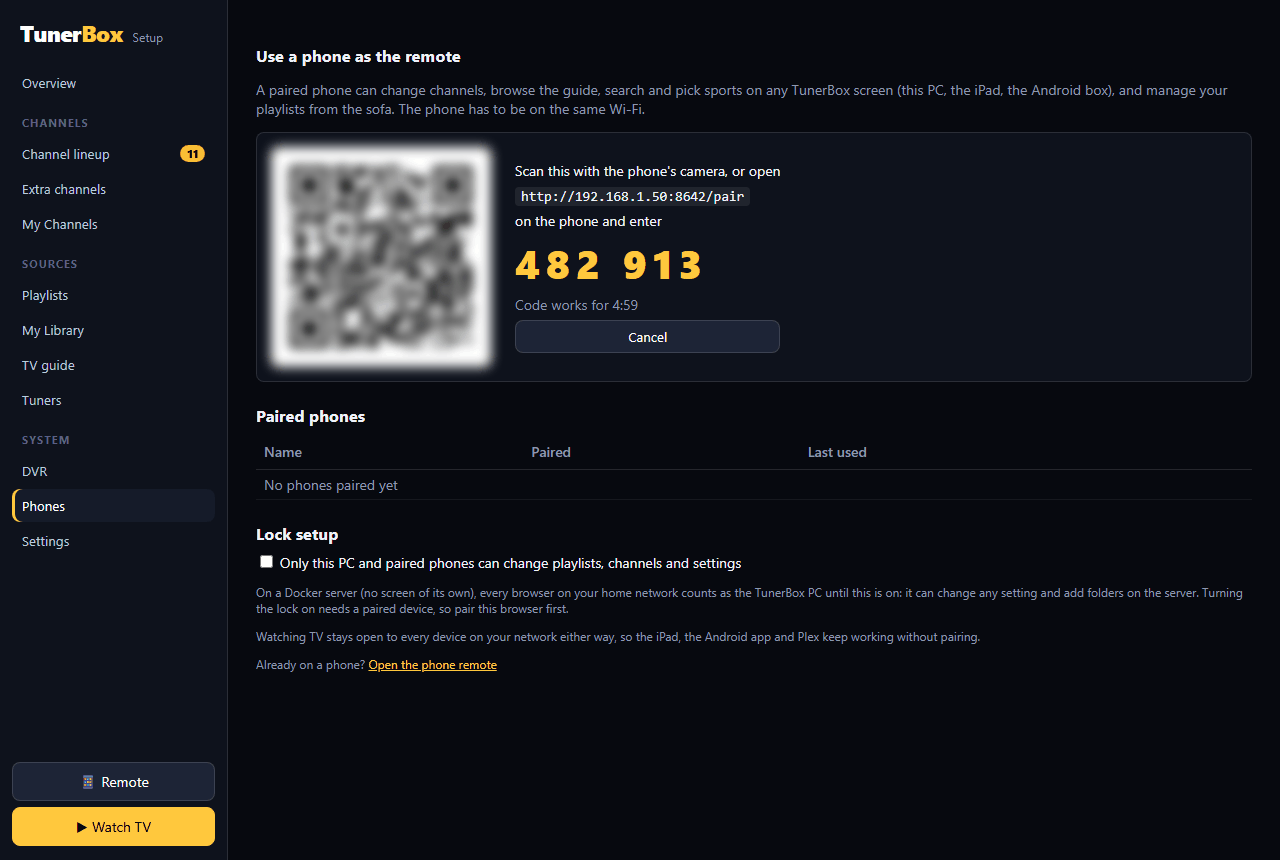 TunerBox Setup
Overview
CHANNELS
Channel lineup 11
Extra channels
My Channels
SOURCES
Playlists
My Library
TV guide
Tuners
SYSTEM
DVR
Phones
Settings
Remote
▶ Watch TV
Use a phone as the remote
A paired phone can change channels, browse the guide, search and pick sports on any TunerBox screen (this PC, the iPad, the Android box), and manage your
playlists from the sofa. The phone has to be on the same Wi-Fi.
Scan this with the phone's camera, or open
http://192.168.1.50:8642/pair
on the phone and enter
482 913
Code works for 4:59
Cancel
Paired phones
Name Paired Last used
No phones paired yet
Lock setup
Only this PC and paired phones can change playlists, channels and settings
On a Docker server (no screen of its own), every browser on your home network counts as the TunerBox PC until this is on: it can change any setting and add folders on the server. Turning
the lock on needs a paired device, so pair this browser first.
Watching TV stays open to every device on your network either way, so the iPad, the Android app and Plex keep working without pairing.
Already on a phone? Open the phone remote